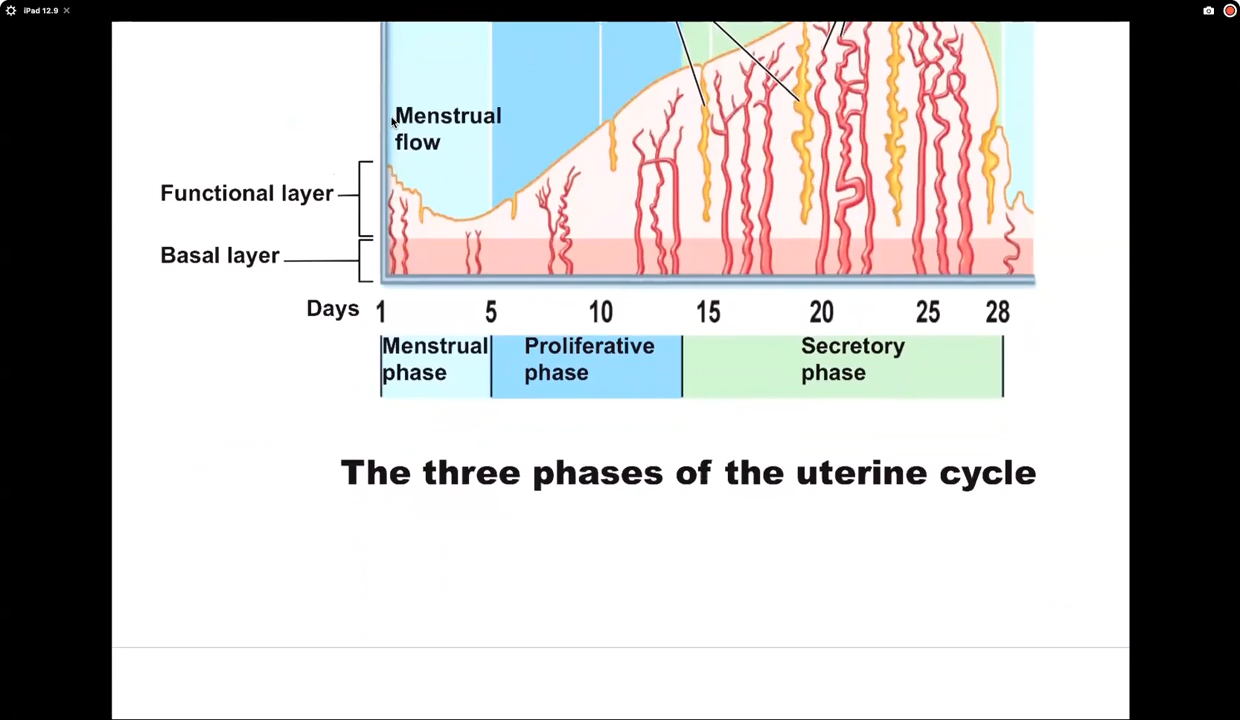 iPad 12.9
Menstrual
flow
Functional layer
Basal layer
Days 1 5 10 15 20 25 28
Menstrual phase
Proliferative phase
Secretory phase
The three phases of the uterine cycle